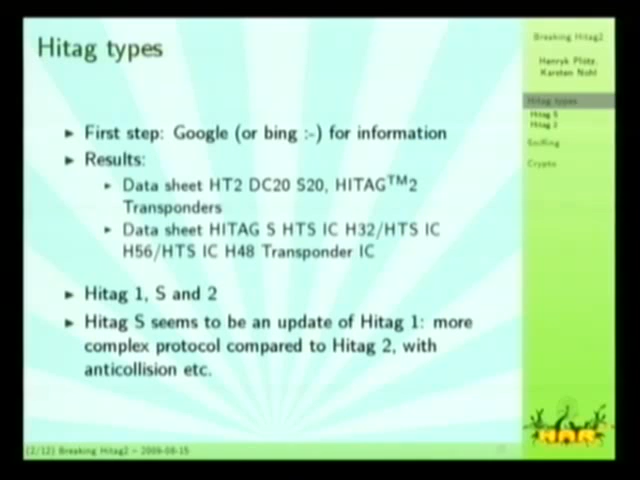 Hitag types
► First step: Google (or bing :-) for information
► Results:
► Data sheet HT2 DC20 S20, HITAG™2
Transponders
► Data sheet HITAG S HTS IC H32/HTS IC
H56/HTS IC H48 Transponder IC
► Hitag 1, S and 2
► Hitag S seems to be an update of Hitag 1: more
complex protocol compared to Hitag 2, with
anticollision etc.
Breaking Hitag2
Henryk Plötz,
Karsten Nohl
Hitag types
Hitag S
Hitag 2
Sniffing
Crypto
HAR
(2/12) Breaking Hitag2 - 2009-08-15